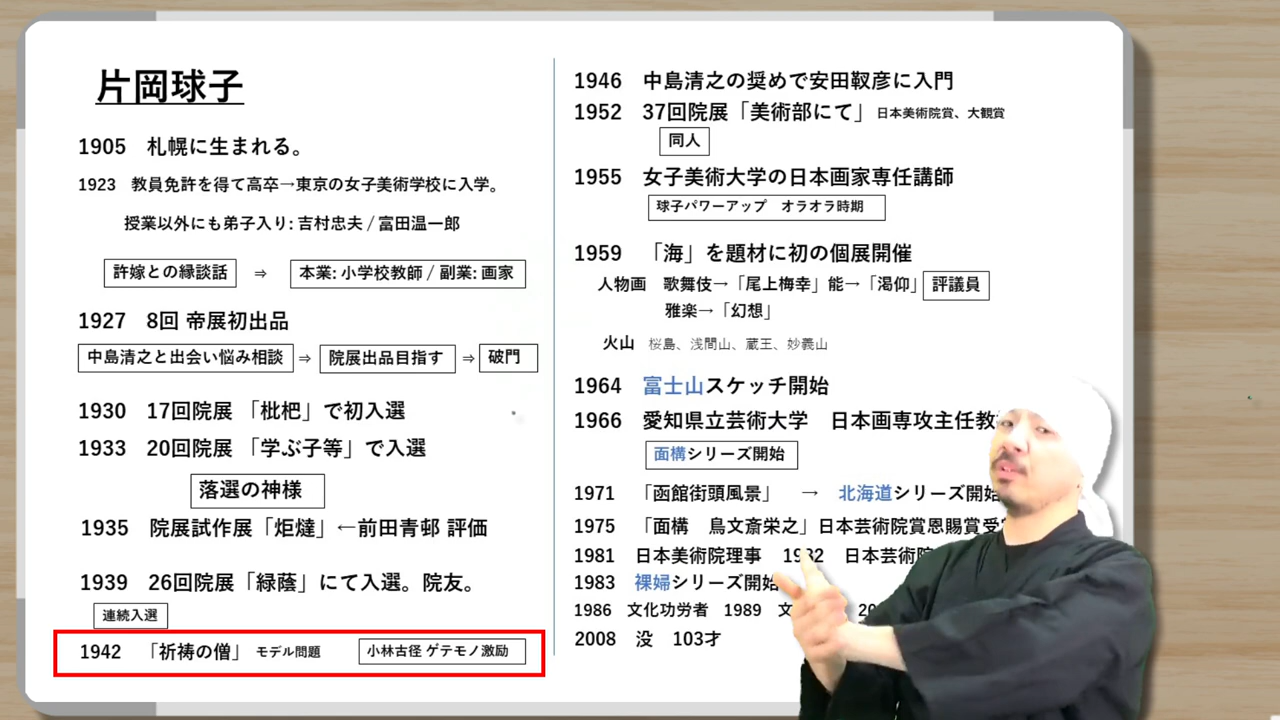 片岡球子
1905 札幌に生まれる。
1923 教員免許を得て高卒→東京の女子美術学校に入学。
授業以外にも弟子入り: 吉村忠夫 / 富田温一郎
許嫁との縁談話 ⇒ 本業: 小学校教師 / 副業: 画家
1927 8回 帝展初出品
中島清之と出会い悩み相談 ⇒ 院展出品目指す ⇒ 破門
1930 17回院展 「枇杷」で初入選
1933 20回院展 「学ぶ子等」で入選
落選の神様
1935 院展試作展「炬燵」←前田青邨 評価
1939 26回院展「緑蔭」にて入選。院友。
連続入選
1942 「祈祷の僧」 モデル問題 小林古径 ゲテモノ激励
1946 中島清之の奨めで安田靫彦に入門
1952 37回院展「美術部にて」 日本美術院賞、大観賞
同人
1955 女子美術大学の日本画家専任講師
球子パワーアップ オラオラ時期
1959 「海」を題材に初の個展開催
人物画 歌舞伎→「尾上梅幸」能→「渇仰」 評議員
雅楽→「幻想」
火山 桜島、浅間山、蔵王、妙義山
1964 富士山スケッチ開始
1966 愛知県立芸術大学 日本画専攻主任教
面構シリーズ開始
1971 「函館街頭風景」 → 北海道シリーズ開始
1975 「面構 鳥文斎栄之」日本芸術院賞恩賜賞受
1981 日本美術院理事 1982 日本芸術院
1983 裸婦シリーズ開始
1986 文化功労者 1989 文 20
2008 没 103才